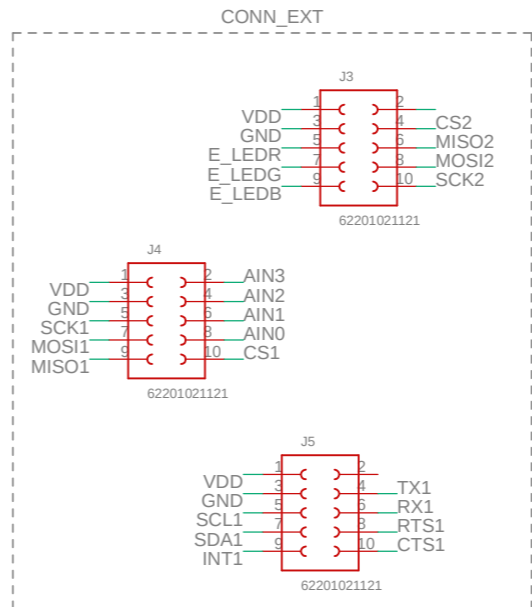 CONN_EXT
J3
1 2
VDD
3 4 CS2
GND
5 6 MISO2
E_LEDR
7 8 MOSI2
E_LEDG
9 10 SCK2
E_LEDB
62201021121
J4
1 2 AIN3
VDD
3 4 AIN2
GND
5 6 AIN1
SCK1
7 8 AIN0
MOSI1
9 10 CS1
MISO1
62201021121
J5
1 2
VDD
3 4 TX1
GND
5 6 RX1
SCL1
7 8 RTS1
SDA1
9 10 CTS1
INT1
62201021121